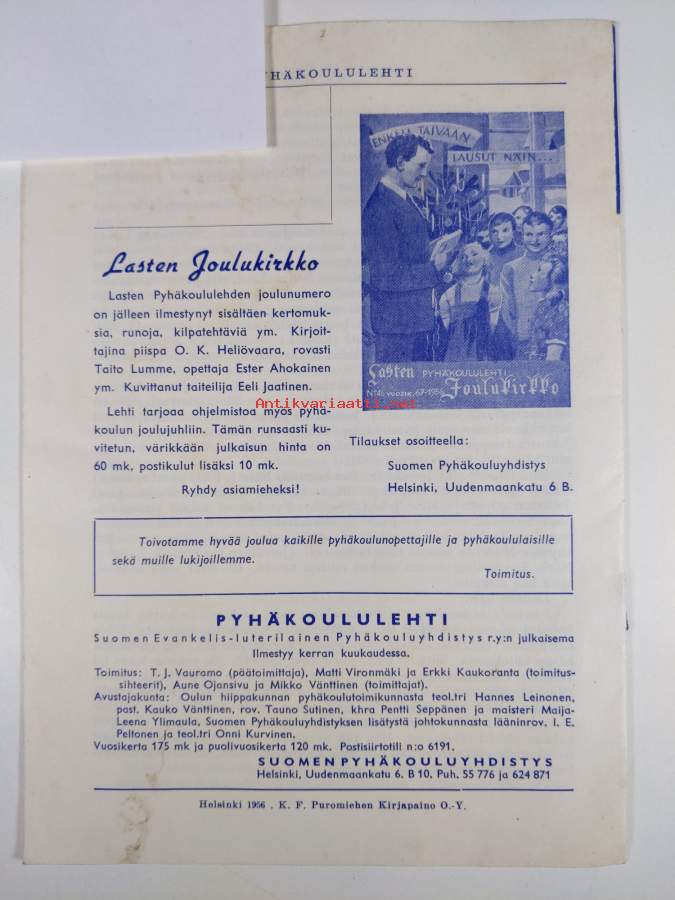 HÄKOULULEHTI
ENKELI TAIVAAN
LAUSUI NÄIN...
Lasten Joulukirkko
Lasten Pyhäkoululehden joulunumero
on jälleen ilmestynyt sisältäen kertomuk-
sia, runoja, kilpatehtäviä ym. Kirjoit-
tajina piispa O. K. Heliövaara, rovasti
Taito Lumme, opettaja Ester Ahokainen
ym. Kuvittanut taiteilija Eeli Jaatinen.
Lehti tarjoaa ohjelmistoa myös pyhä-
koulun joulujuhliin. Tämän runsaasti ku-
vitetun, värikkään julkaisun hinta on
60 mk, postikulut lisäksi 10 mk.
Ryhdy asiamieheksi!
Lasten PYHÄKOULULEHTI
Joulukirkko
Antikvariaatti.net
Tilaukset osoitteella:
Suomen Pyhäkouluyhdistys
Helsinki, Uudenmaankatu 6 B.
Toivotamme hyvää joulua kaikille pyhäkoulunopettajille ja pyhäkoululaisille
sekä muille lukijoillemme.
Toimitus.
PYHÄKOULULEHTI
Suomen Evankelis-luterilainen Pyhäkouluyhdistys r.y:n julkaisema
Ilmestyy kerran kuukaudessa.
Toimitus: T. J. Vauramo (päätoimittaja), Matti Vironmäki ja Erkki Kaukoranta (toimitus-
sihteerit), Aune Ojansivu ja Mikko Vänttinen (toimittajat).
Avustajakunta: Oulun hiippakunnan pyhäkoulutoimikunnasta teol.tri Hannes Leinonen,
past. Kauko Vänttinen, rov. Tauno Sutinen, khra Pentti Seppänen ja maisteri Maija-
Leena Ylimaula, Suomen Pyhäkouluyhdistyksen lisätystä johtokunnasta lääninrov. I. E.
Peltonen ja teol.tri Onni Kurvinen.
Vuosikerta 175 mk ja puolivuosikerta 120 mk. Postisiirtotili n:o 6191.
SUOMEN PYHÄKOULUYHDISTYS
Helsinki, Uudenmaankatu 6. B 10. Puh. 55 776 ja 624 871
Helsinki 1956 . K. F. Puromiehen Kirjapaino O.-Y.